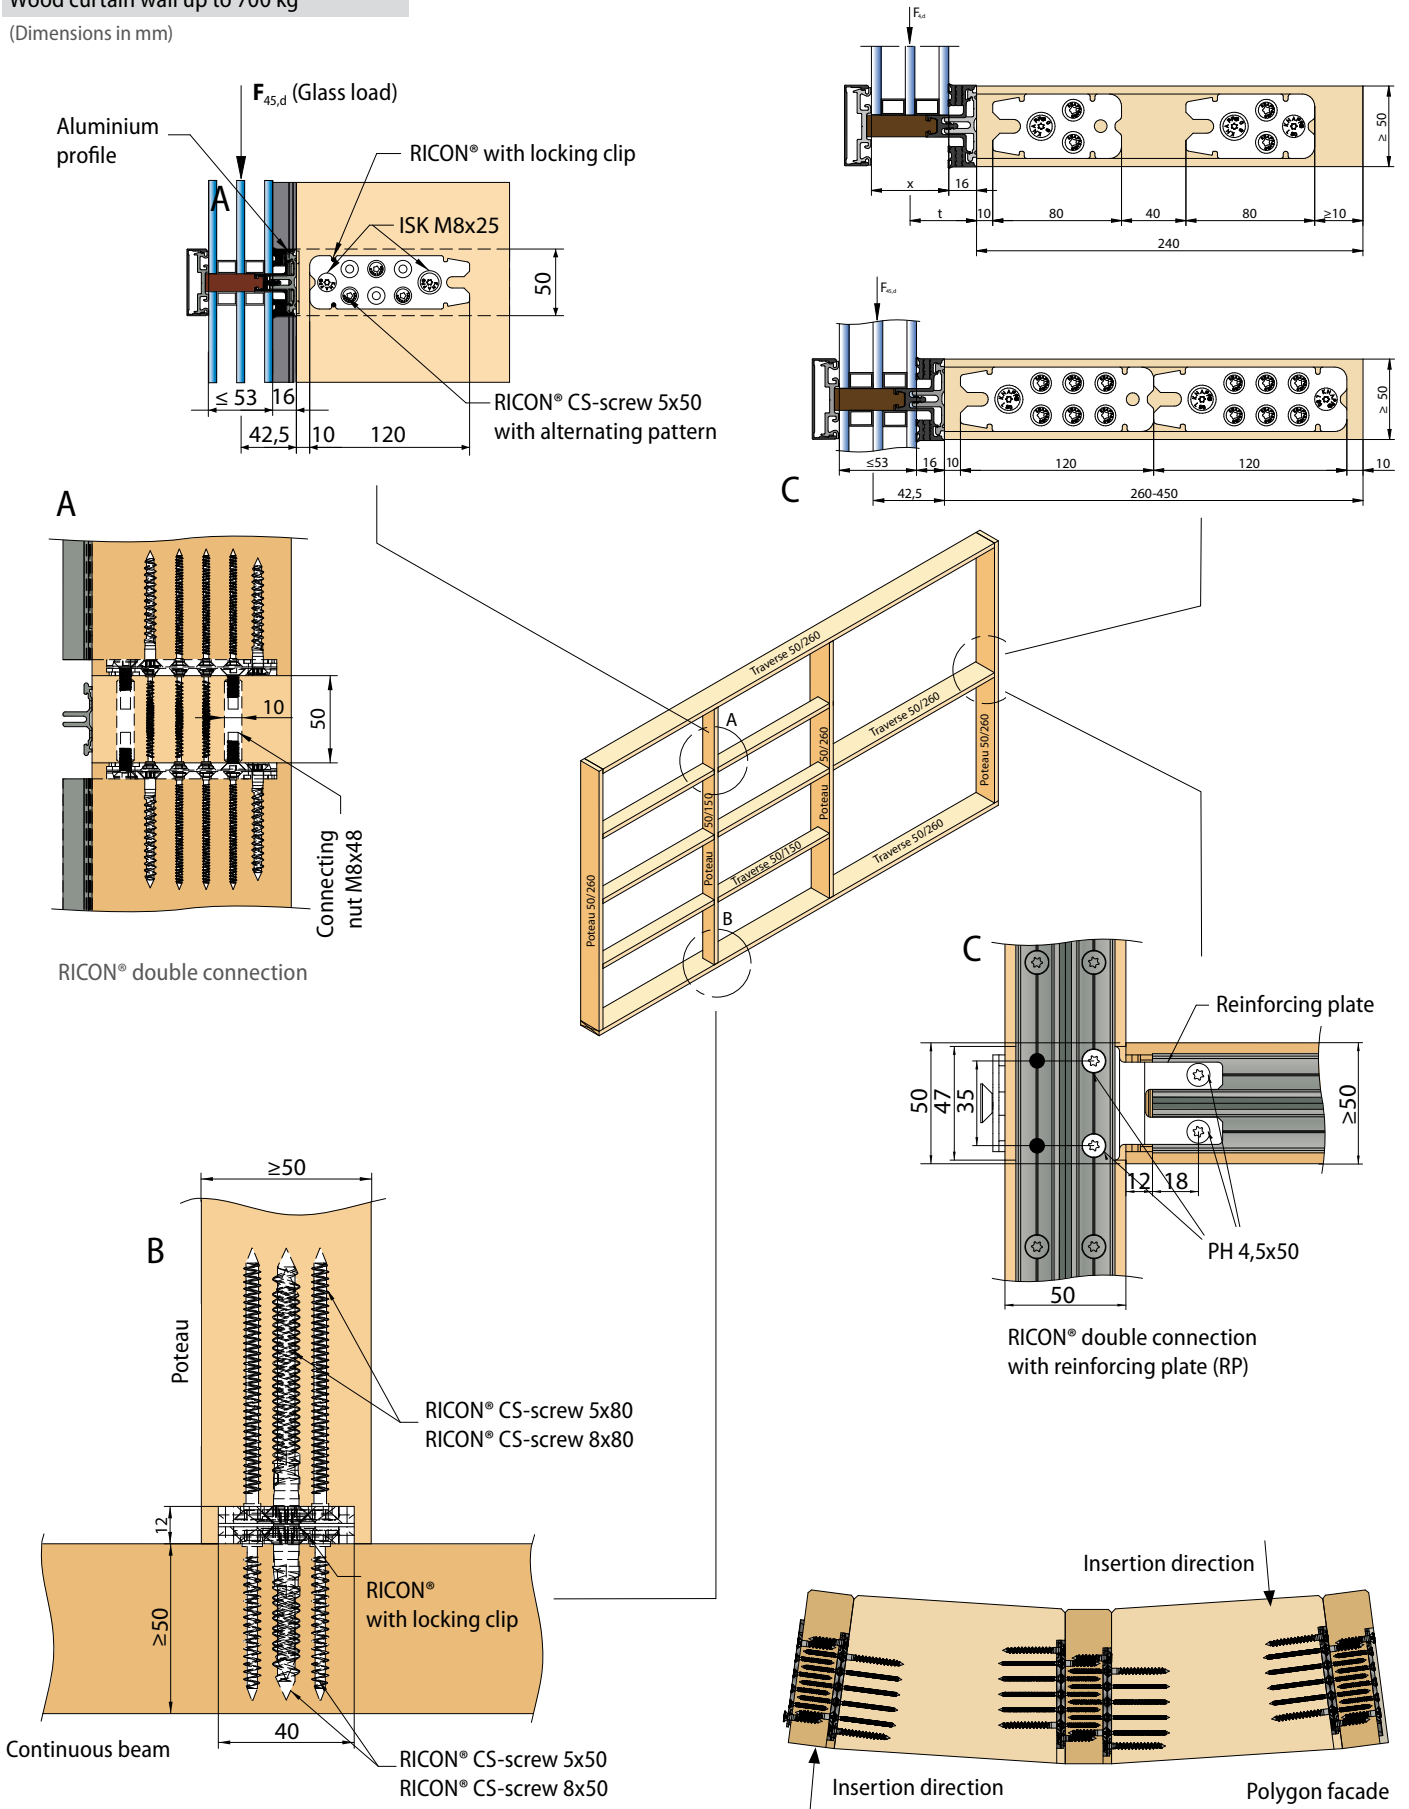 Wood curtain wall up to 700 kg
(Dimensions in mm)
F45,d (Glass load)
Aluminium
profile
RICON® with locking clip
A
ISK M8x25
50
≤ 53
16
RICON® CS-screw 5x50
with alternating pattern
42,5
10
120
F4,d
≥ 50
x
16
t
10
80
40
80
≥10
240
F45,d
≥ 50
≤53
16
10
120
120
10
42,5
260-450
C
A
10
50
Connecting
nut M8x48
RICON® double connection
Traverse 50/260
Traverse 50/260
A
Poteau 50/260
Poteau 50/260
Poteau 50/150
Traverse 50/150
Traverse 50/260
Poteau 50/260
B
C
Reinforcing plate
50
47
35
≥50
12
18
PH 4,5x50
50
RICON® double connection
with reinforcing plate (RP)
≥50
B
Poteau
RICON® CS-screw 5x80
RICON® CS-screw 8x80
12
RICON®
with locking clip
≥50
40
Continuous beam
RICON® CS-screw 5x50
RICON® CS-screw 8x50
Insertion direction
Insertion direction
Polygon facade